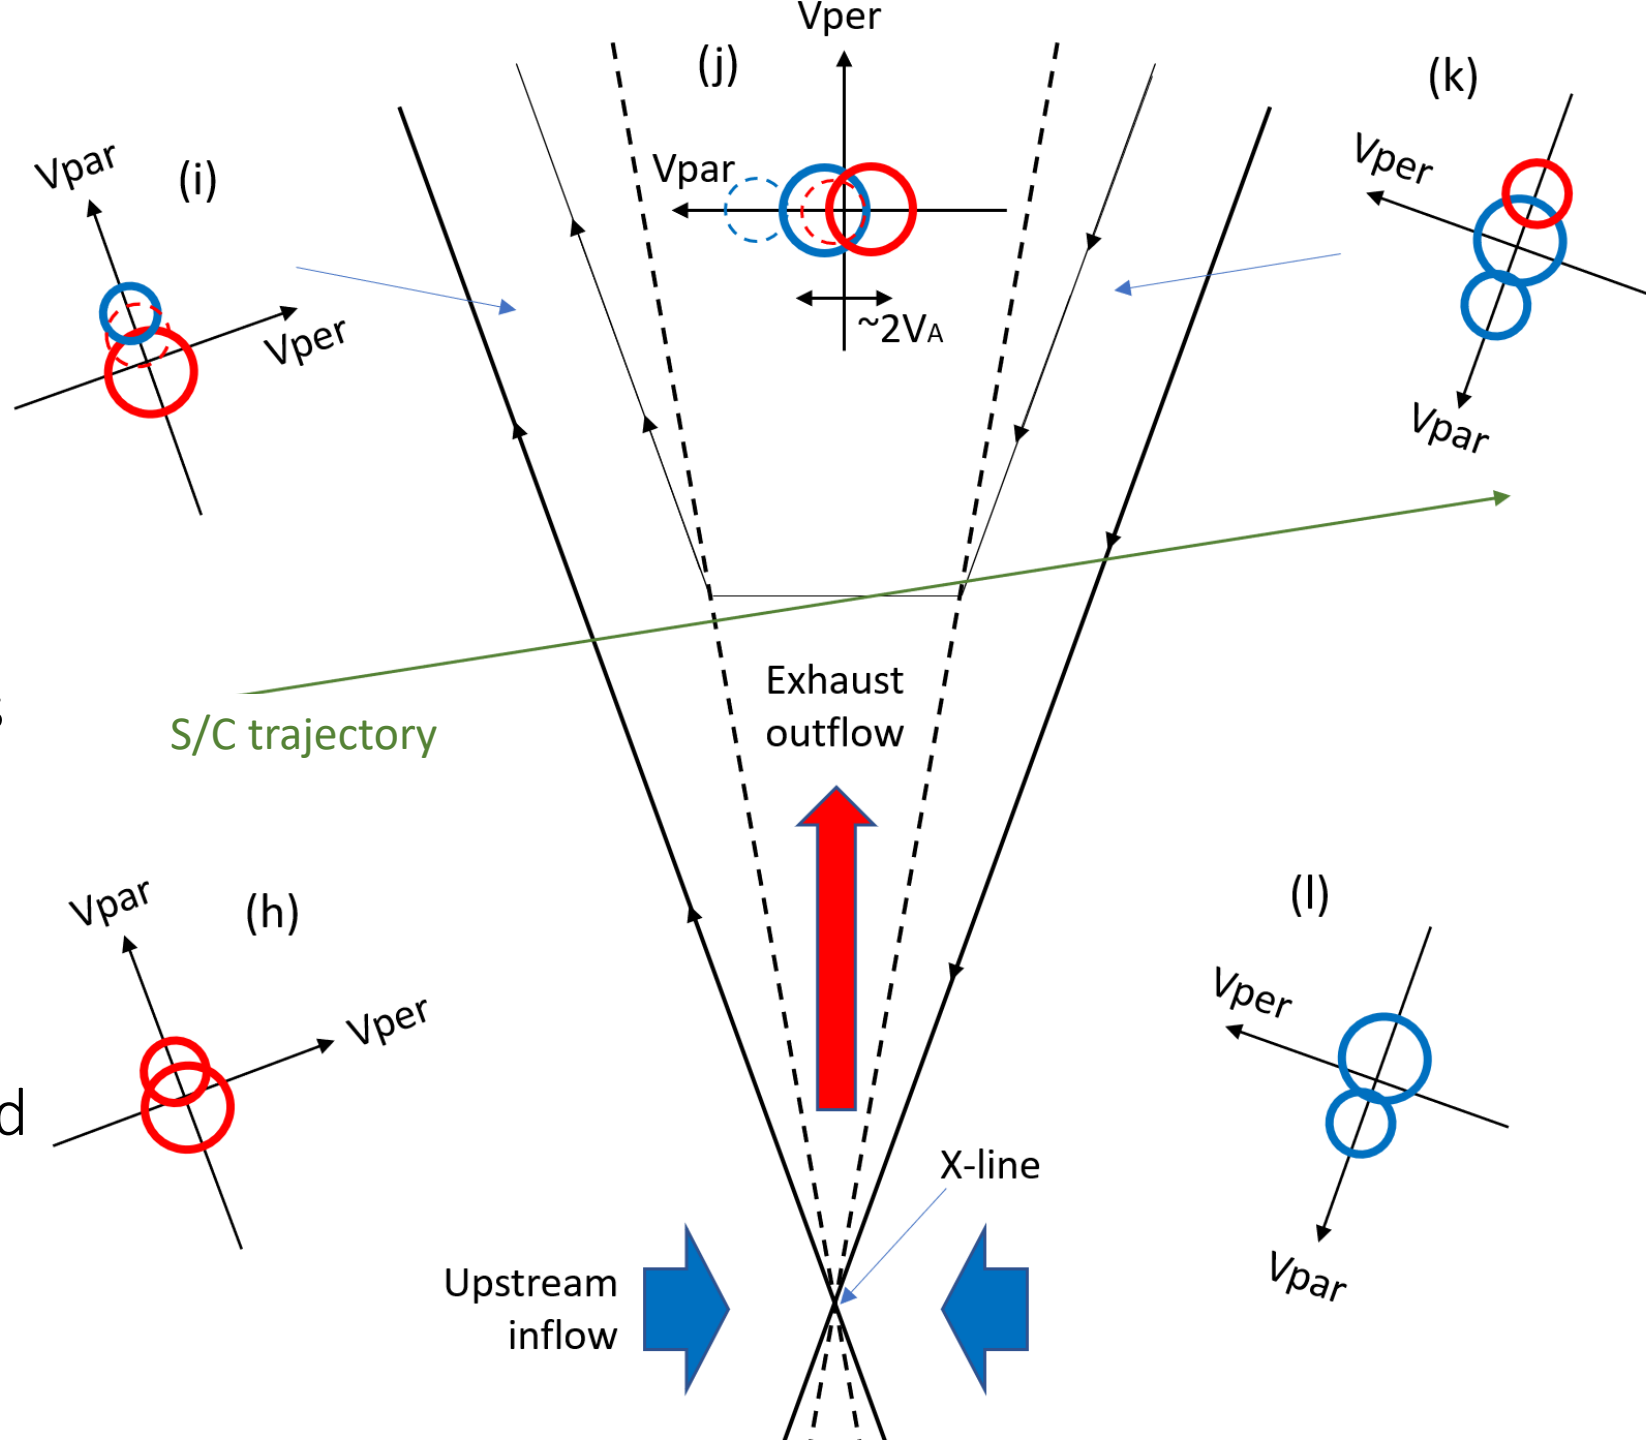 Vper
(j)
(k)
Vpar
(i)
Vpar
Vper
Vper
~2VA
Vpar
s
Exhaust
outflow
S/C trajectory
Vpar
(h)
(l)
Vper
Vper
d
X-line
Upstream
inflow
Vpar